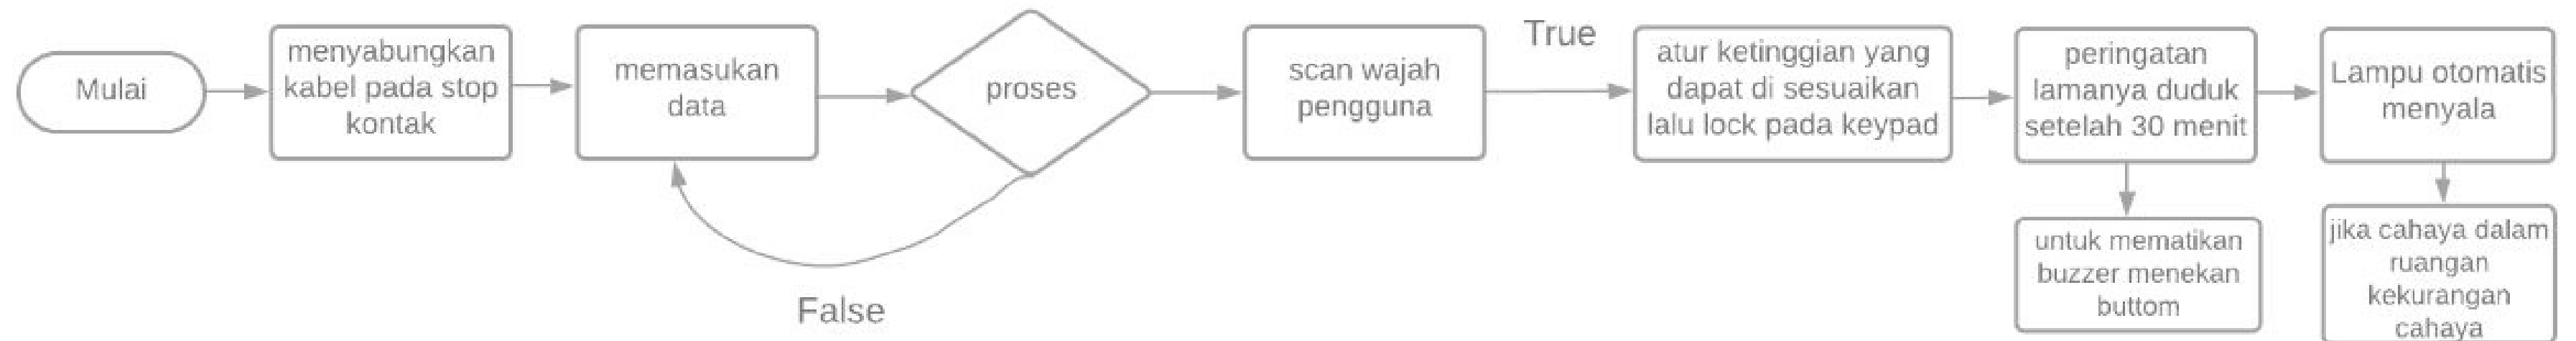 Mulai
menyabungkan
kabel pada stop
kontak
memasukan
data
proses
False
scan wajah
pengguna
True
atur ketinggian yang
dapat di sesuaikan
lalu lock pada keypad
peringatan
lamanya duduk
setelah 30 menit
untuk mematikan
buzzer menekan
buttom
Lampu otomatis
menyala
jika cahaya dalam
ruangan
kekurangan
cahaya